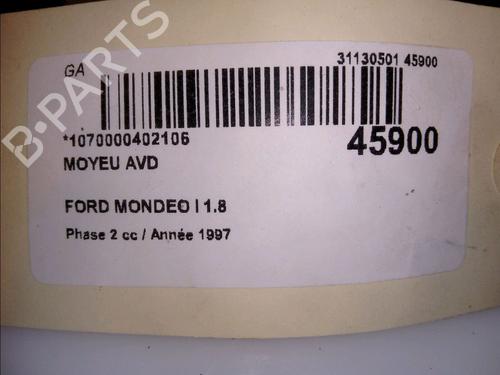 GA
31130501 45900
*1070000402106
45900
MOYEU AVD
FORD MONDEO I 1.8
Phase 2 cc / Année 1997
B-PARTS